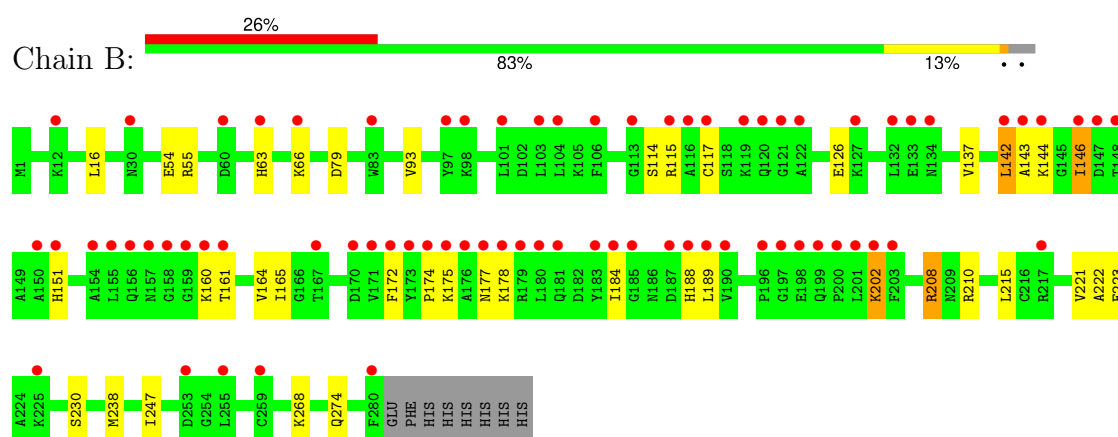 26%
Chain B:
83% 13% • •
M1 K12 L16 N30 E54 R55 D60 H63 K66 D79 W83 V93 Y97 K98 L101 D102 L103 L104 K105 F106 G113 S114 R115 A116 C117 S118 K119 Q120 G121 A122 E126 K127 L132 E133 N134 V137 L142 A143 K144 G145 I146 D147 T148
A149 A150 H151 A154 L155 Q156 N157 G158 G159 K160 T161 V164 I165 G166 T167 D170 V171 F172 Y173 P174 K175 A176 N177 K178 R179 L180 Q181 D182 Y183 I184 G185 N186 D187 H188 L189 V190 P196 G197 E198 Q199 P200 L201 K202 F203 R208 N209 R210 L215 C216 R217 V221 A222
A224 K225 S230 M238 I247 D253 G254 L255 C259 K268 Q274 F280 GLU PHE HIS HIS HIS HIS HIS HIS